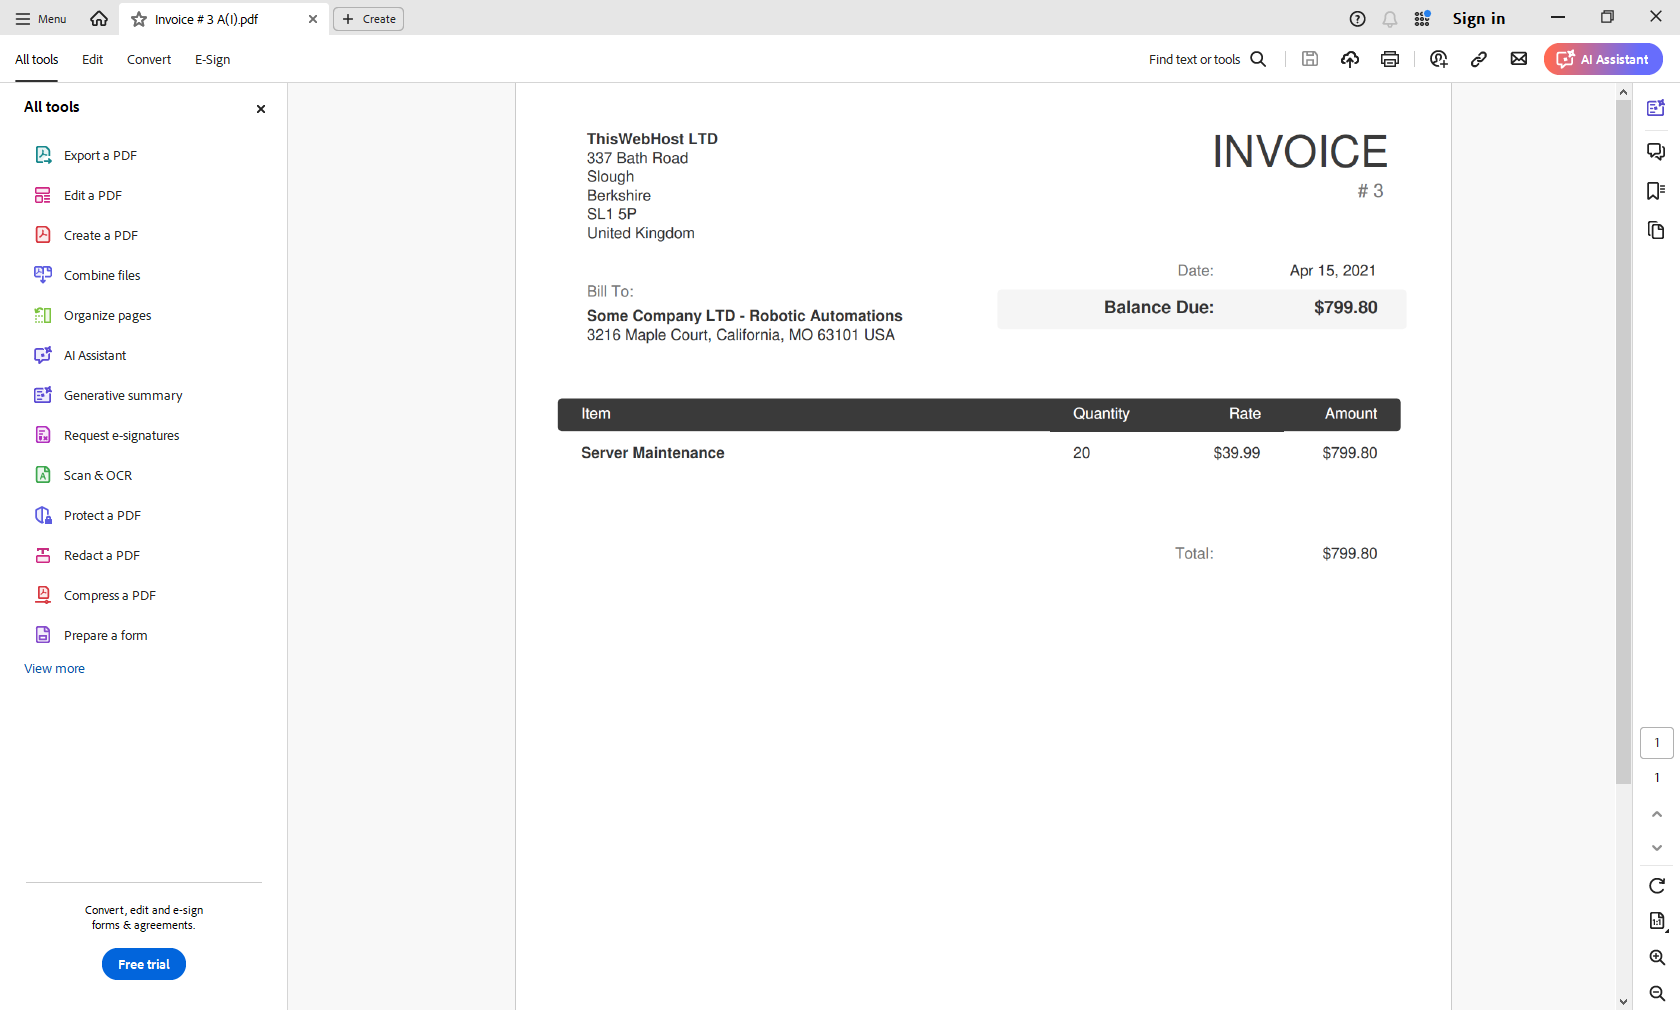 Menu
Invoice # 3 A(I).pdf
Create
Sign in
All tools
Edit
Convert
E-Sign
Find text or tools
AI Assistant
All tools
Export a PDF
Edit a PDF
Create a PDF
Combine files
Organize pages
AI Assistant
Generative summary
Request e-signatures
Scan & OCR
Protect a PDF
Redact a PDF
Compress a PDF
Prepare a form
View more
Convert, edit and e-sign
forms & agreements.
Free trial
ThisWebHost LTD
337 Bath Road
Slough
Berkshire
SL1 5P
United Kingdom
INVOICE
# 3
Date: Apr 15, 2021
Balance Due: $799.80
Bill To:
Some Company LTD - Robotic Automations
3216 Maple Court, California, MO 63101 USA
Item Quantity Rate Amount
Server Maintenance 20 $39.99 $799.80
Total: $799.80
1
1
1:1